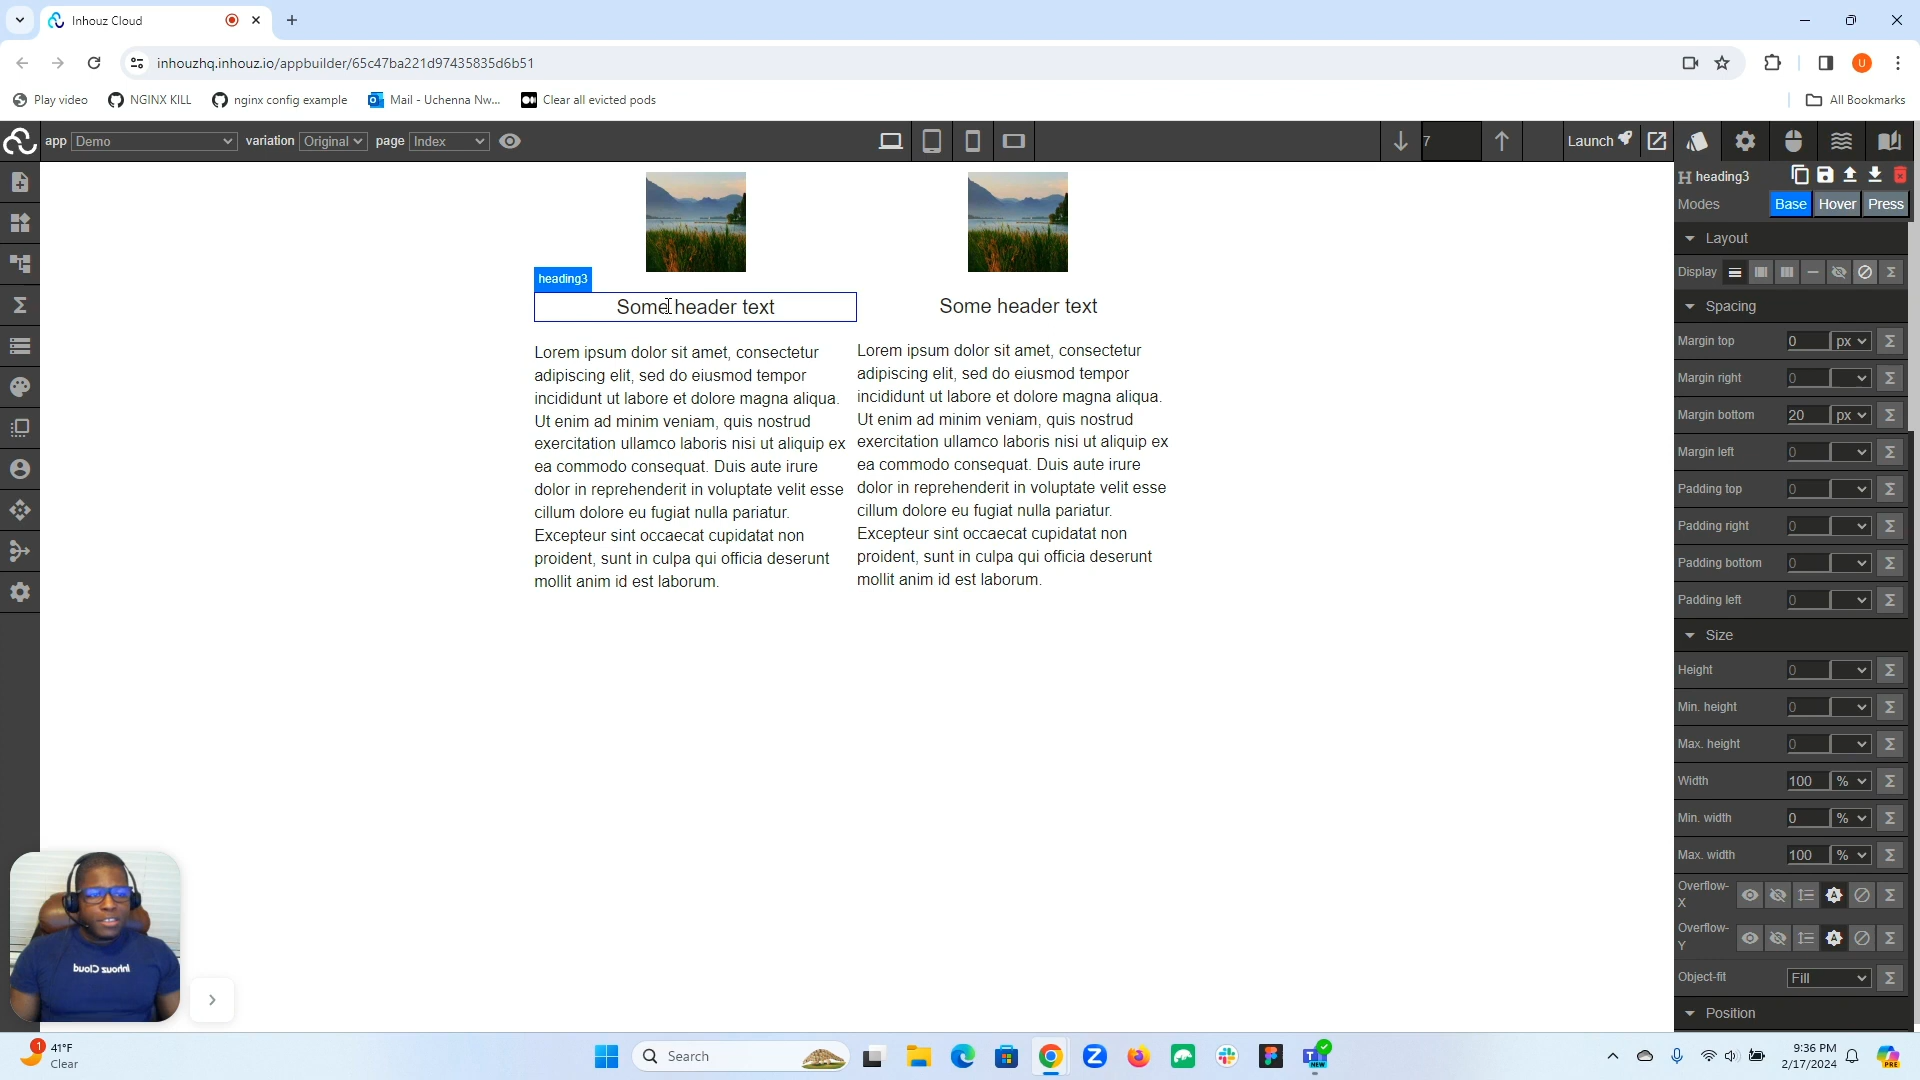 Inhouz Cloud
inhouzhq.inhouz.io/appbuilder/65c47ba221d97435835d6b51
U
Play video
NGINX KILL
nginx config example
Mail - Uchenna Nw...
Clear all evicted pods
All Bookmarks
app Demo variation Original page Index
7
Launch
heading3
Modes Base Hover Press
Layout
Display
Spacing
Margin top 0 px
Margin right 0
Margin bottom 20 px
Margin left 0
Padding top 0
Padding right 0
Padding bottom 0
Padding left 0
Size
Height 0
Min. height 0
Max. height 0
Width 100 %
Min. width 0 %
Max. width 100 %
Overflow-
X
Overflow-
Y
Object-fit Fill
Position
heading3
Some header text
Lorem ipsum dolor sit amet, consectetur
adipiscing elit, sed do eiusmod tempor
incididunt ut labore et dolore magna aliqua.
Ut enim ad minim veniam, quis nostrud
exercitation ullamco laboris nisi ut aliquip ex
ea commodo consequat. Duis aute irure
dolor in reprehenderit in voluptate velit esse
cillum dolore eu fugiat nulla pariatur.
Excepteur sint occaecat cupidatat non
proident, sunt in culpa qui officia deserunt
mollit anim id est laborum.
Some header text
Lorem ipsum dolor sit amet, consectetur
adipiscing elit, sed do eiusmod tempor
incididunt ut labore et dolore magna aliqua.
Ut enim ad minim veniam, quis nostrud
exercitation ullamco laboris nisi ut aliquip ex
ea commodo consequat. Duis aute irure
dolor in reprehenderit in voluptate velit esse
cillum dolore eu fugiat nulla pariatur.
Excepteur sint occaecat cupidatat non
proident, sunt in culpa qui officia deserunt
mollit anim id est laborum.
Inhouz Cloud
1
41°F
Clear
Search
NEW
9:36 PM
2/17/2024
PRE